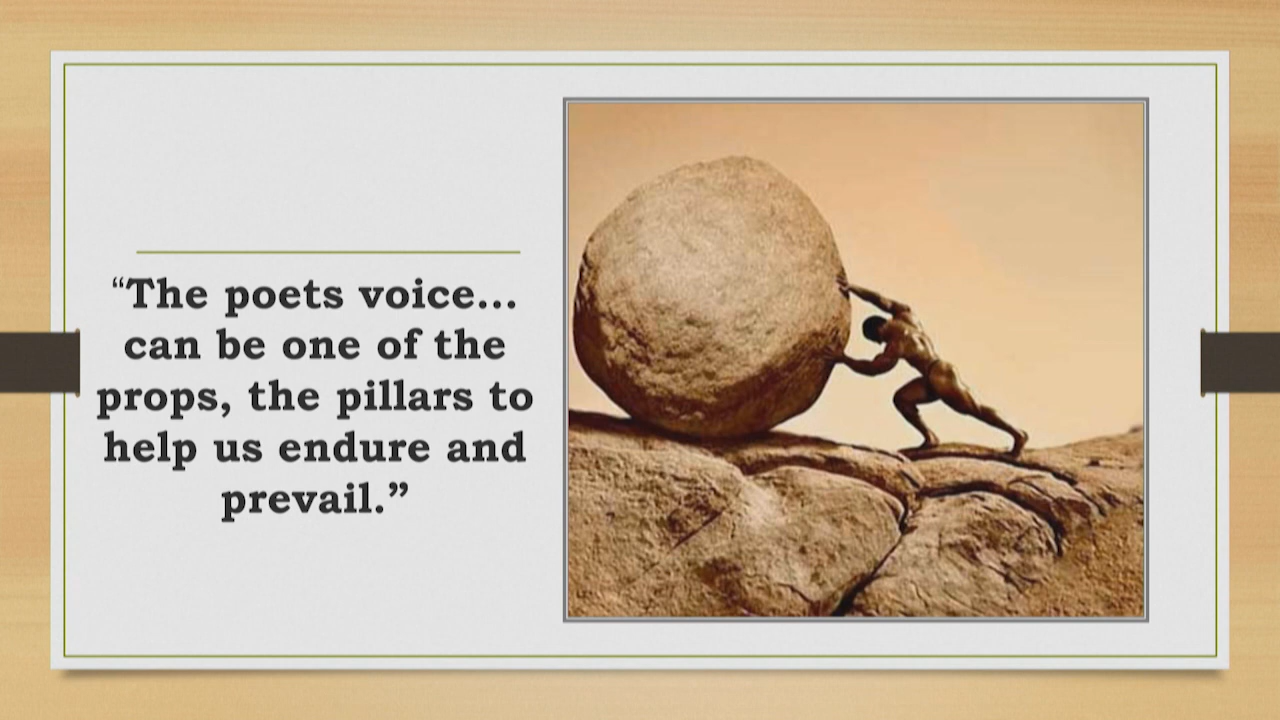 “The poets voice...
can be one of the
props, the pillars to
help us endure and
prevail.”